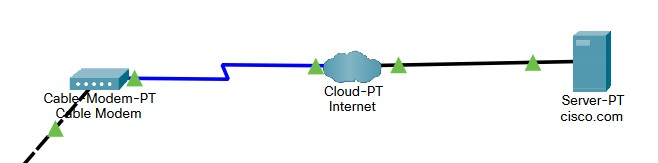 Cable-Modem-PT
Cable Modem
Cloud-PT
Internet
Server-PT
cisco.com